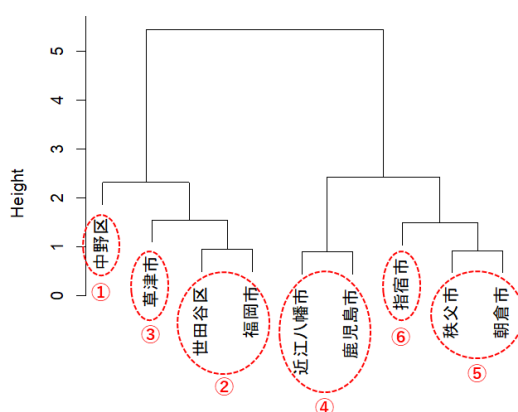 Height
5
4
3
2
1
0
中野区
①
草津市
③
世田谷区
福岡市
②
近江八幡市
鹿児島市
④
指宿市
⑥
秩父市
朝倉市
⑤